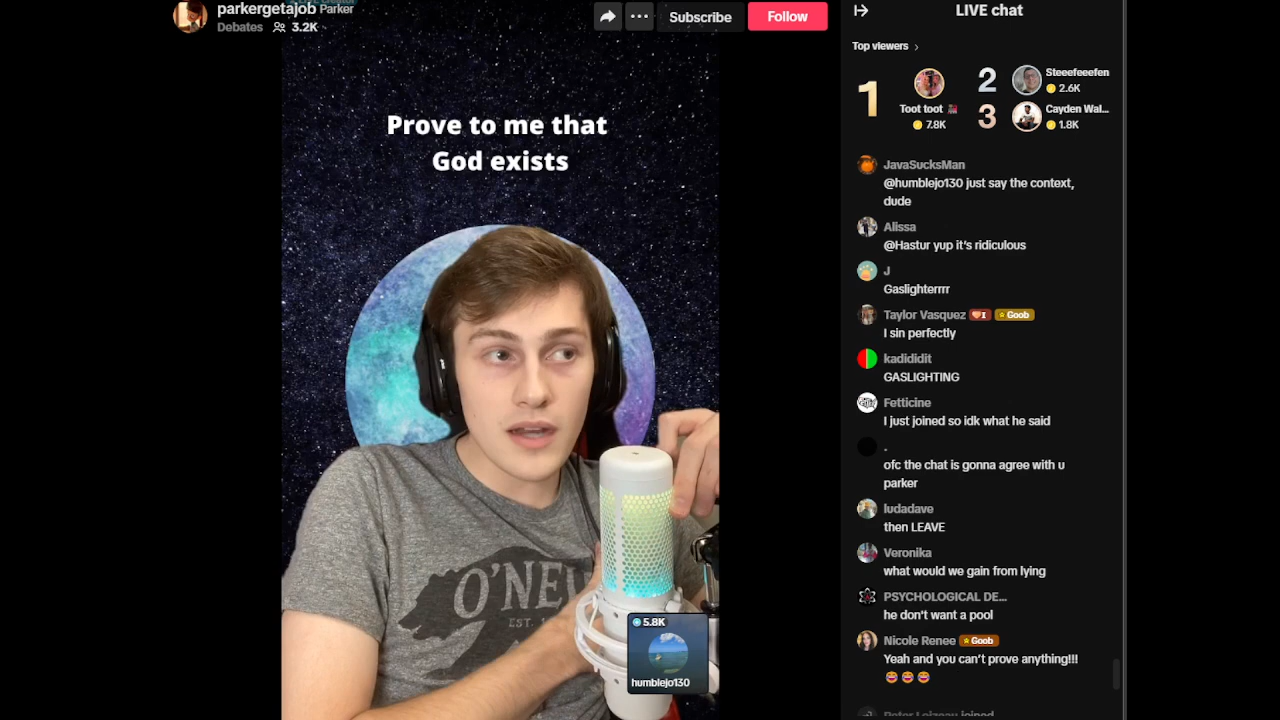 parkergetajob Parker
Debates 3.2K
Subscribe
Follow
Prove to me that
God exists
O'NE
EST.
5.8K
humblejo130
LIVE chat
Top viewers
1
Toot toot
7.8K
2
Steeefeeefen
2.6K
3
Cayden Wal...
1.8K
JavaSucksMan
@humblejo130 just say the context,
dude
Alissa
@Hastur yup it's ridiculous
J
Gaslighterrrr
Taylor Vasquez I Goob
I sin perfectly
kadididit
GASLIGHTING
Fetticine
I just joined so idk what he said
.
ofc the chat is gonna agree with u
parker
ludadave
then LEAVE
Veronika
what would we gain from lying
PSYCHOLOGICAL DE...
he don't want a pool
Nicole Renee Goob
Yeah and you can't prove anything!!!